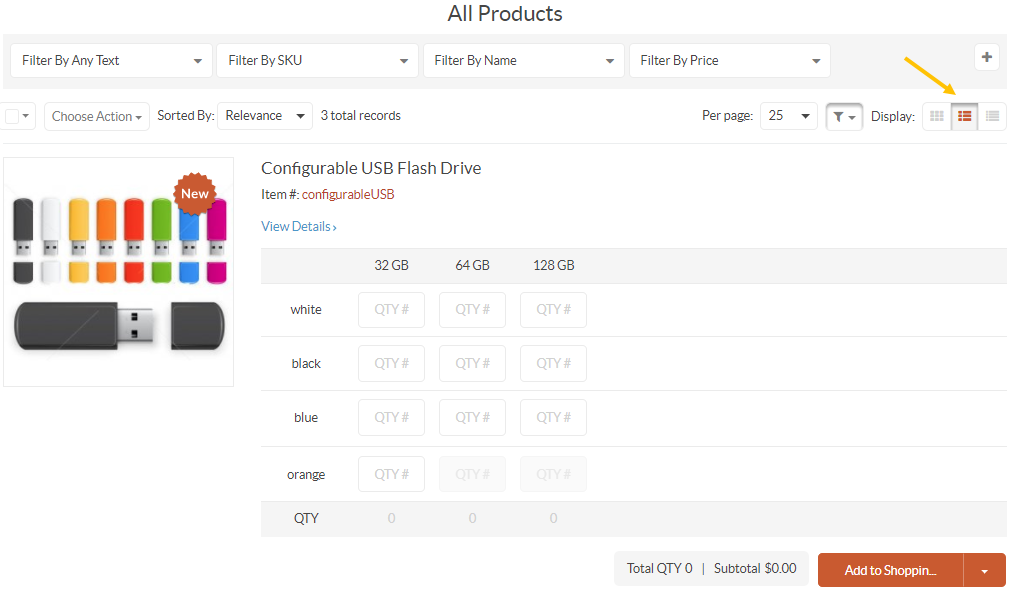 All Products
Filter By Any Text Filter By SKU Filter By Name Filter By Price +
Choose Action Sorted By: Relevance 3 total records Per page: 25 Display:
New
Configurable USB Flash Drive
Item #: configurableUSB
View Details ›
32 GB 64 GB 128 GB
white QTY # QTY # QTY #
black QTY # QTY # QTY #
blue QTY # QTY # QTY #
orange QTY # QTY # QTY #
QTY 0 0 0
Total QTY 0 | Subtotal $0.00 Add to Shoppin...